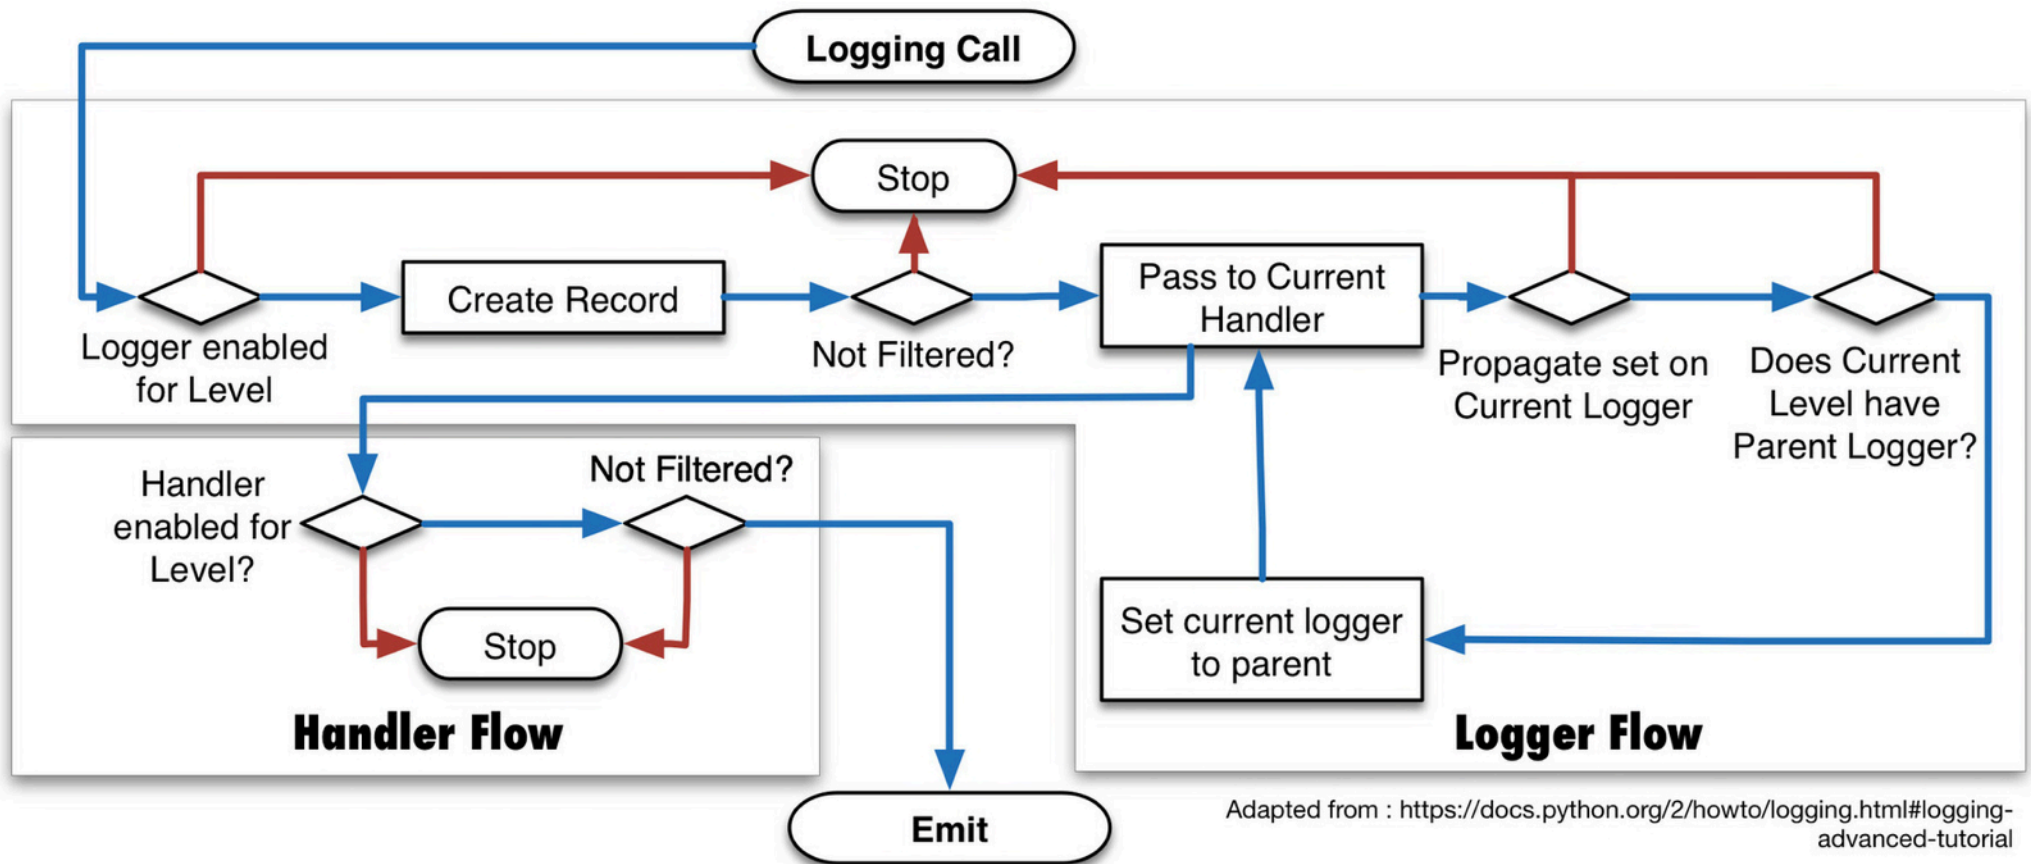 Logging Call
Stop
Create Record
Pass to Current
Handler
Logger enabled
for Level
Not Filtered?
Propagate set on
Current Logger
Does Current
Level have
Parent Logger?
Handler
enabled for
Level?
Not Filtered?
Stop
Set current logger
to parent
Handler Flow
Logger Flow
Emit
Adapted from : https://docs.python.org/2/howto/logging.html#logging-
advanced-tutorial